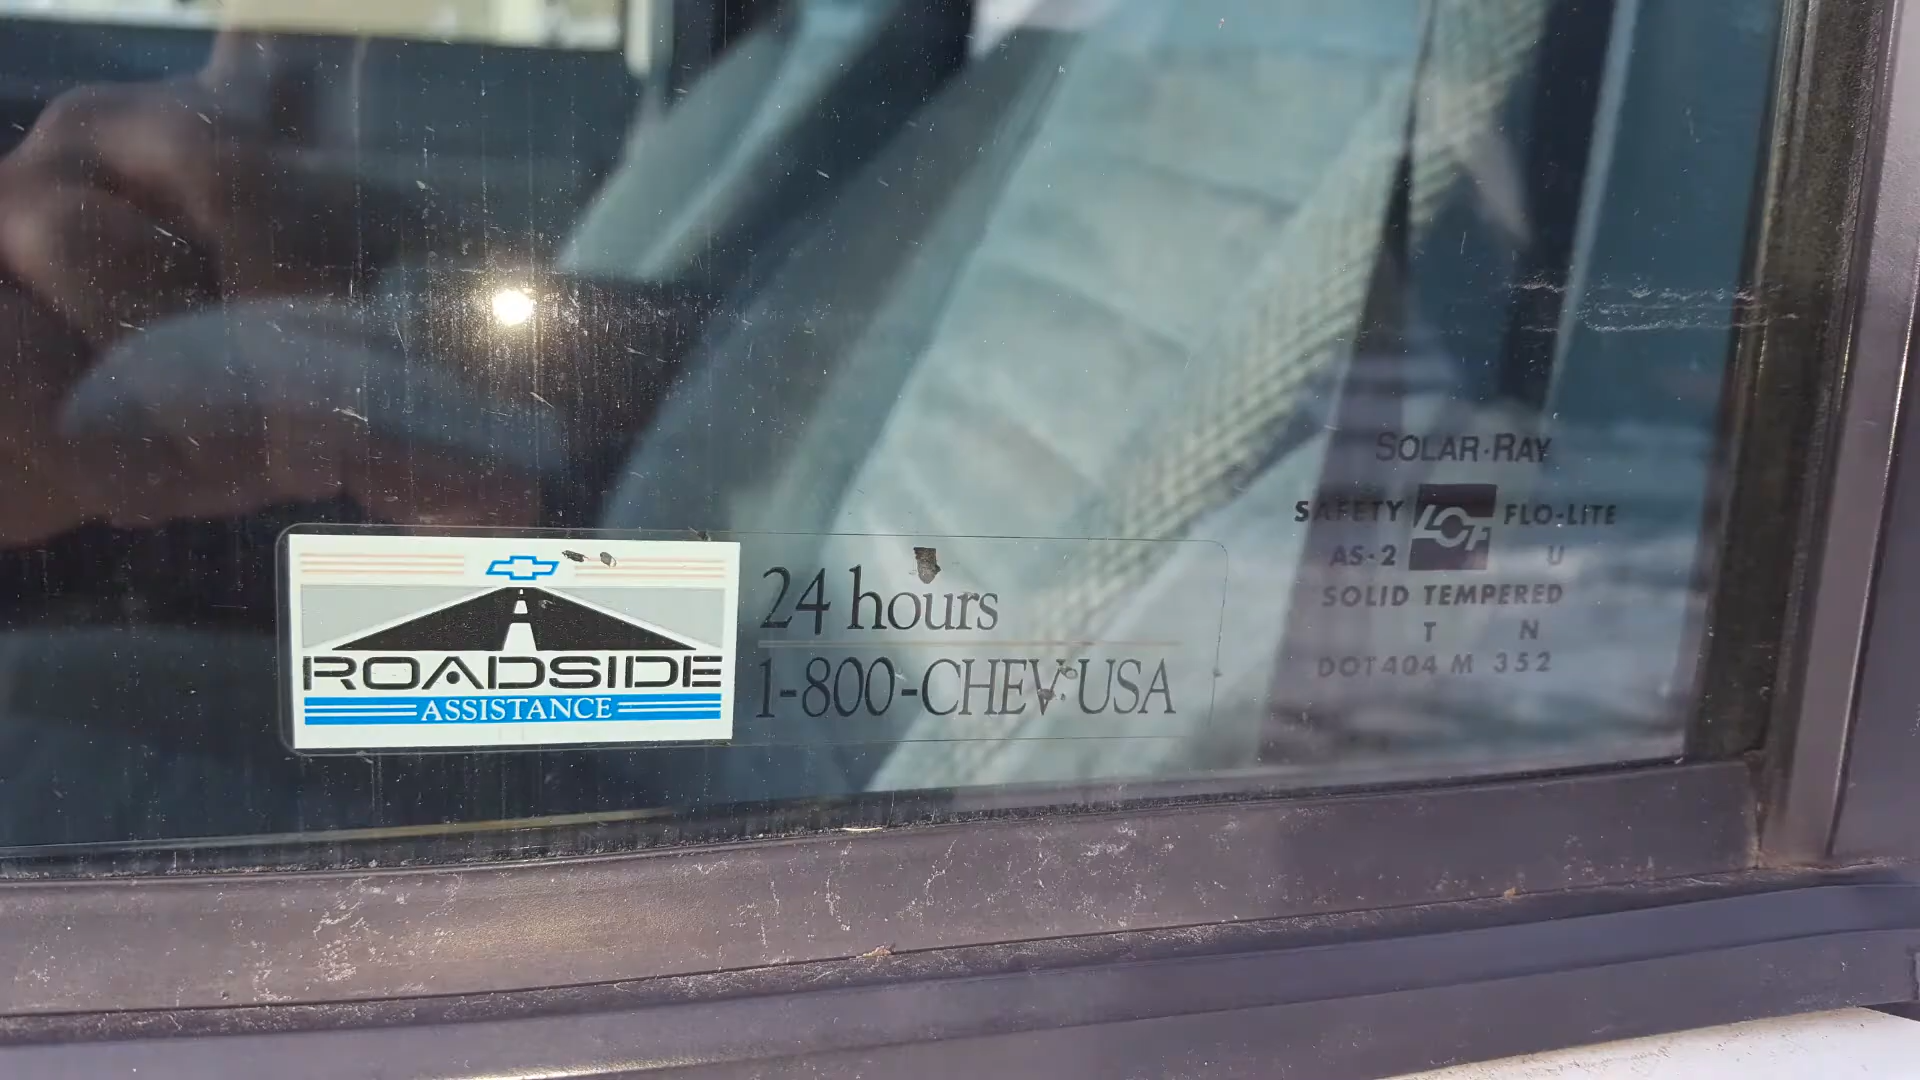 ROADSIDE
ASSISTANCE
24 hours
1-800-CHEV-USA
SOLAR-RAY
SAFETY LOF FLO-LITE
AS-2 U
SOLID TEMPERED
T N
DOT404 M 352